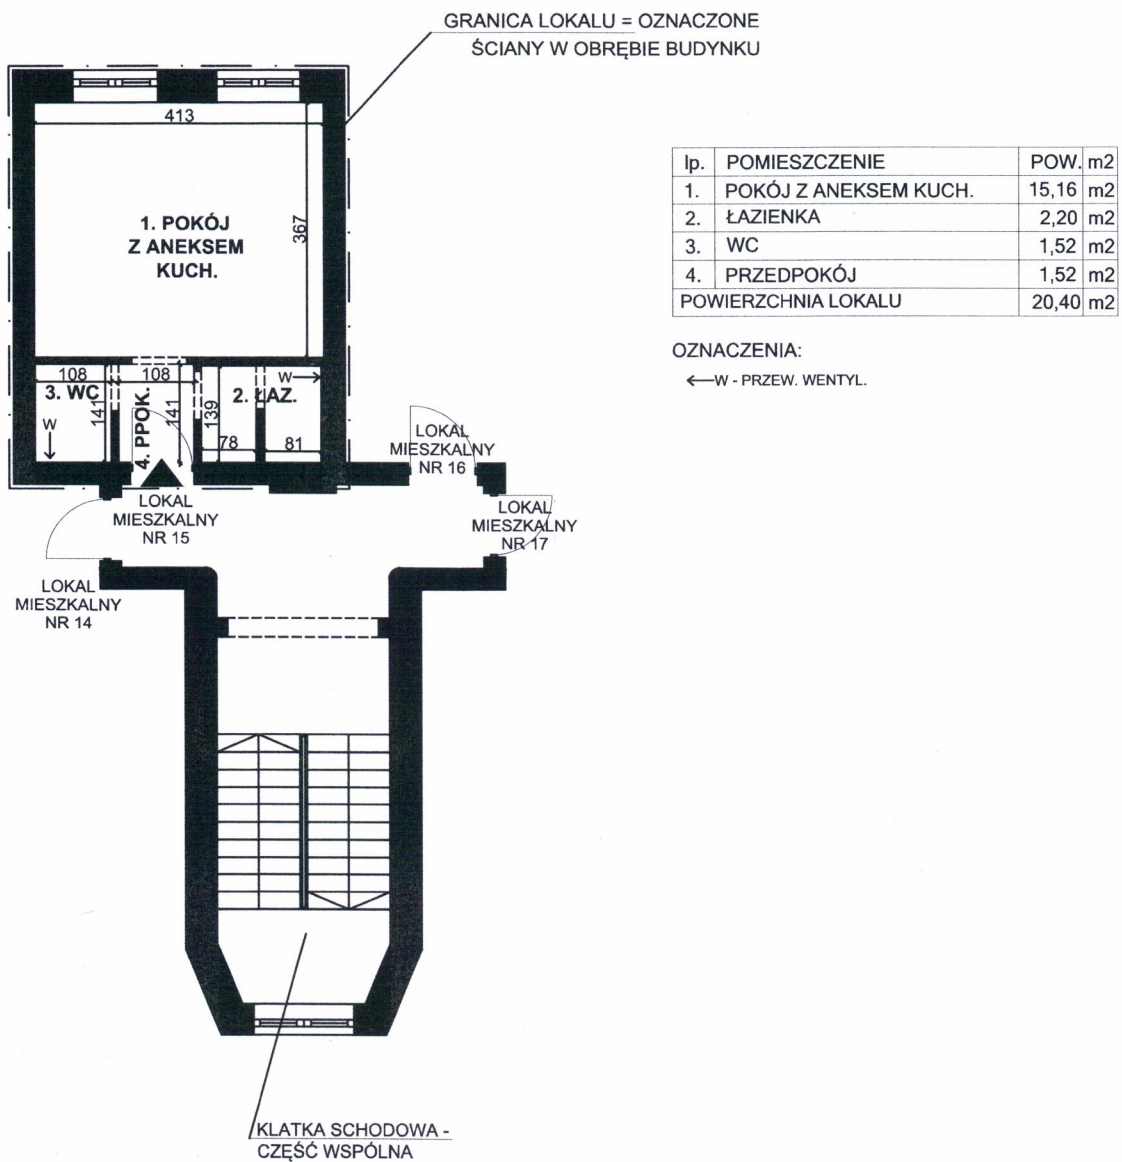 GRANICA LOKALU = OZNACZONE
ŚCIANY W OBRĘBIE BUDYNKU
413
1. POKÓJ
Z ANEKSEM
KUCH.
367
lp. POMIESZCZENIE POW. m2
1. POKÓJ Z ANEKSEM KUCH. 15,16 m2
2. ŁAZIENKA 2,20 m2
3. WC 1,52 m2
4. PRZEDPOKÓJ 1,52 m2
POWIERZCHNIA LOKALU 20,40 m2
OZNACZENIA:
W - PRZEW. WENTYL.
108
108
W
3. WC
2. ŁAZ.
141
4. PPOK.
141
139
W
78
81
LOKAL
MIESZKALNY
NR 16
LOKAL
MIESZKALNY
NR 15
LOKAL
MIESZKALNY
NR 17
LOKAL
MIESZKALNY
NR 14
KLATKA SCHODOWA -
CZĘŚĆ WSPÓLNA